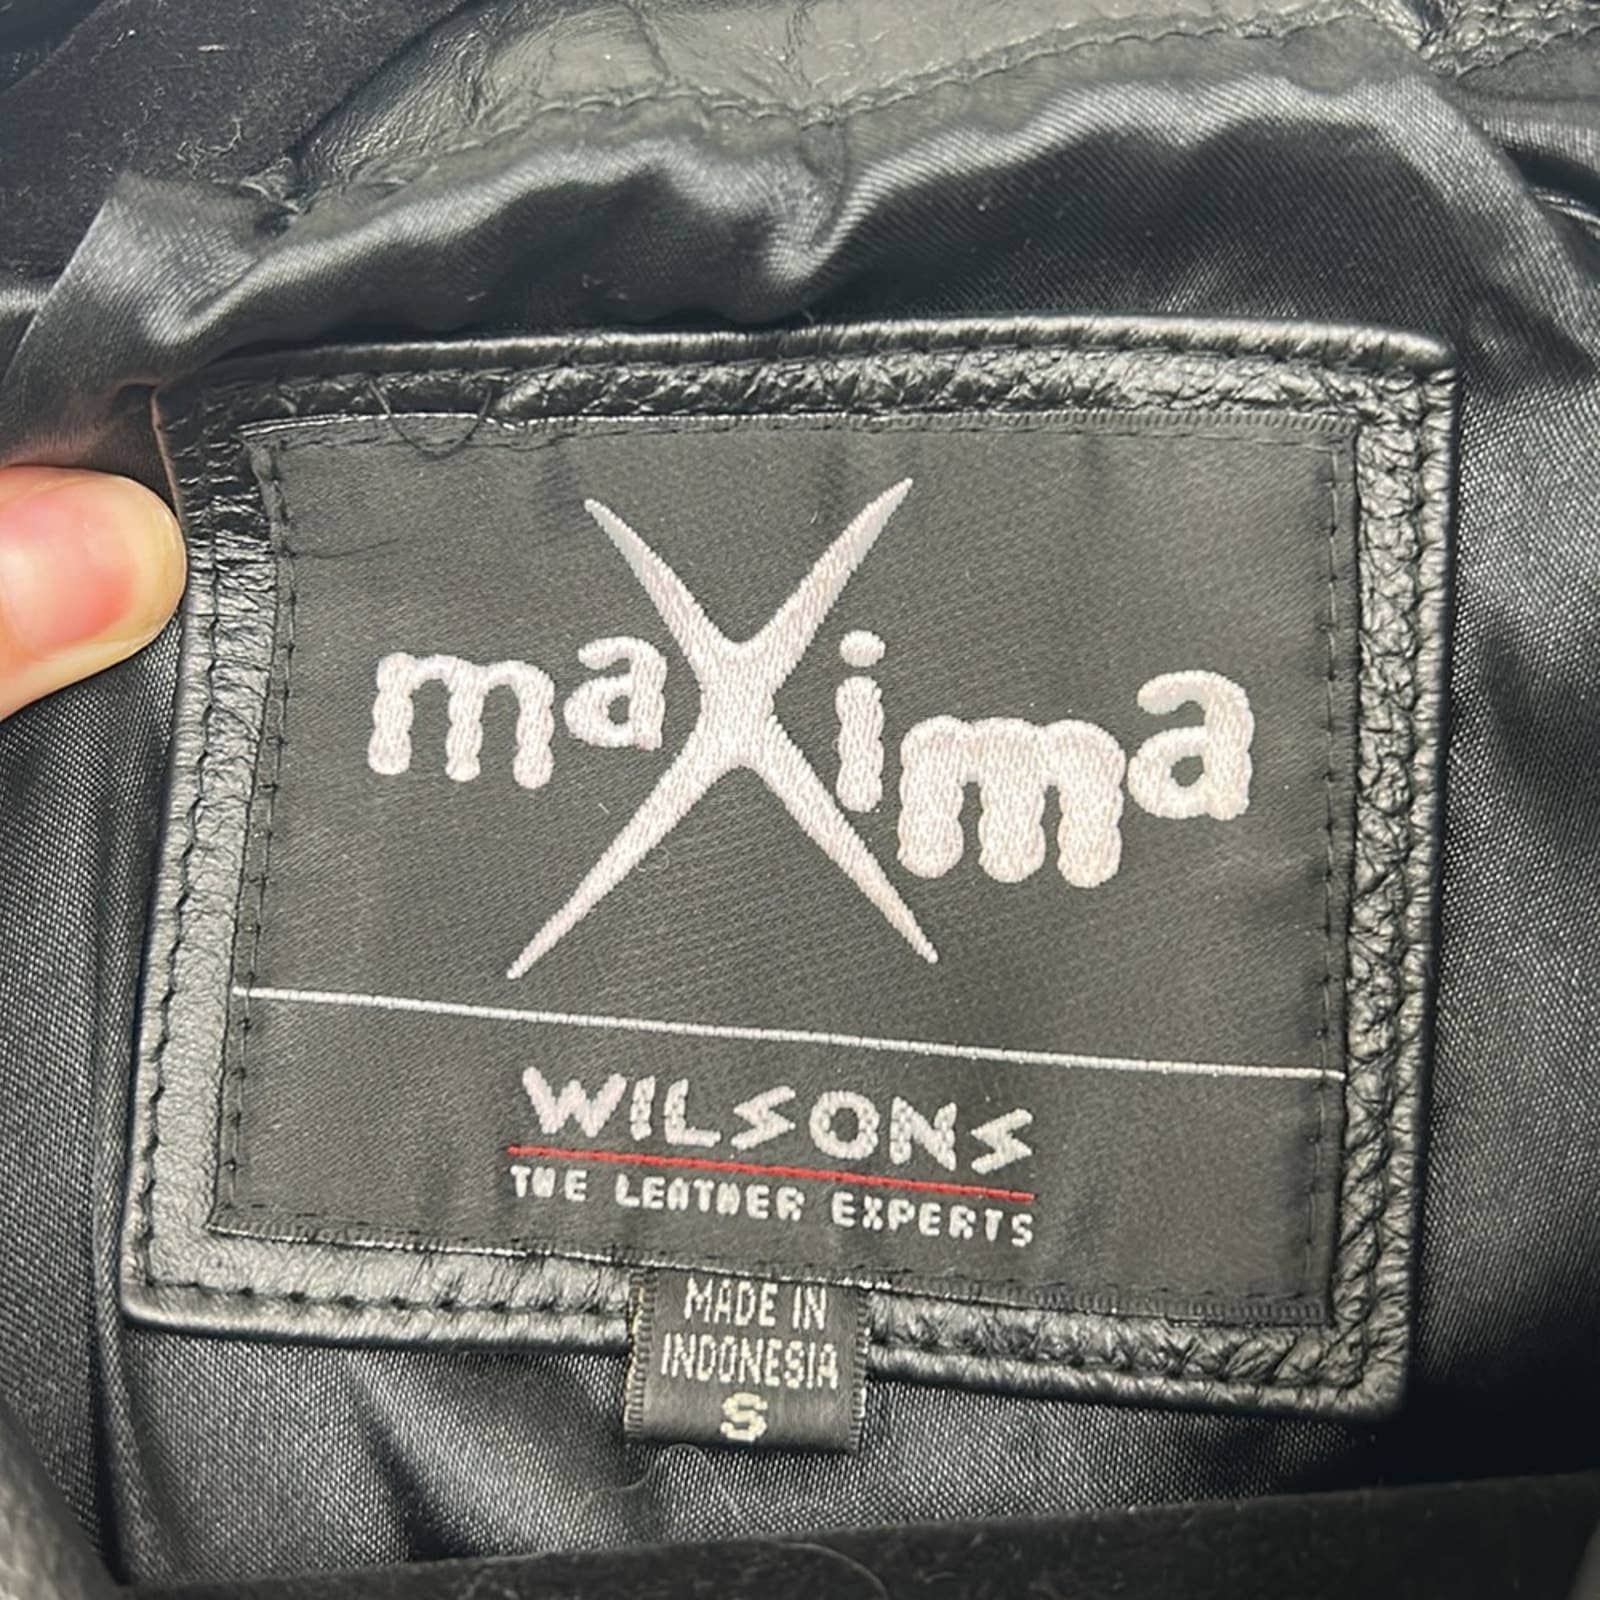 maXima
WILSONS
THE LEATHER EXPERTS
MADE IN
INDONESIA
S